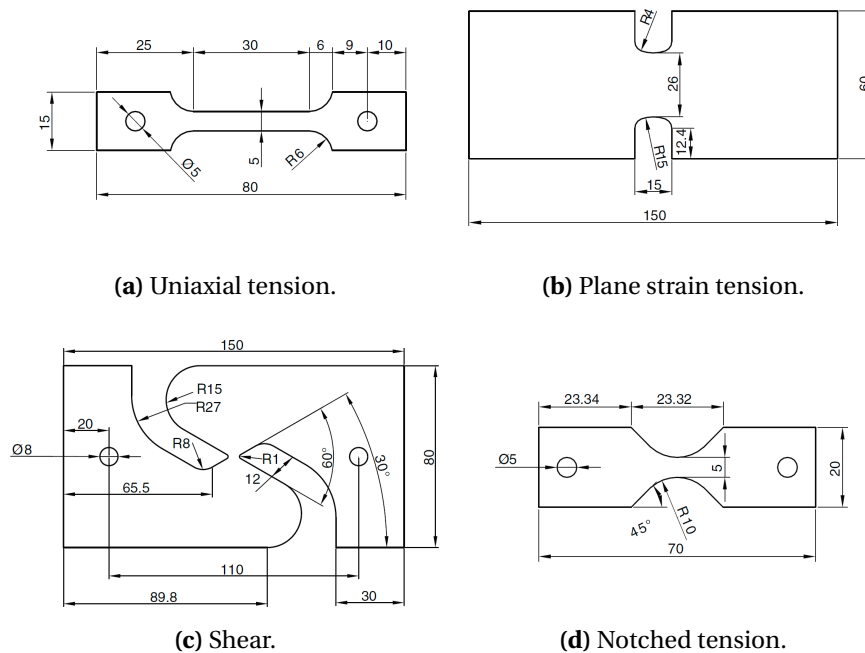 25 30 6 9 10
15
Ø5
5
R6
80
(a) Uniaxial tension.
R4
26
60
R15
12.4
15
150
(b) Plane strain tension.
150
R15
R27
20
R8
Ø8
R1
60°
30°
80
12
65.5
110
89.8
30
(c) Shear.
23.34 23.32
Ø5
5
20
45°
R10
70
(d) Notched tension.